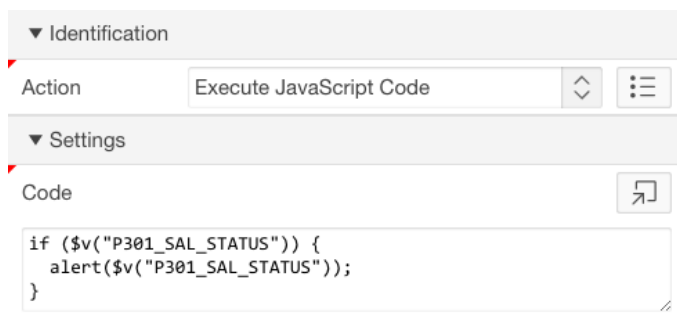 Identification
Action
Execute JavaScript Code
Settings
Code
if ($v("P301_SAL_STATUS")) {
  alert($v("P301_SAL_STATUS"));
}